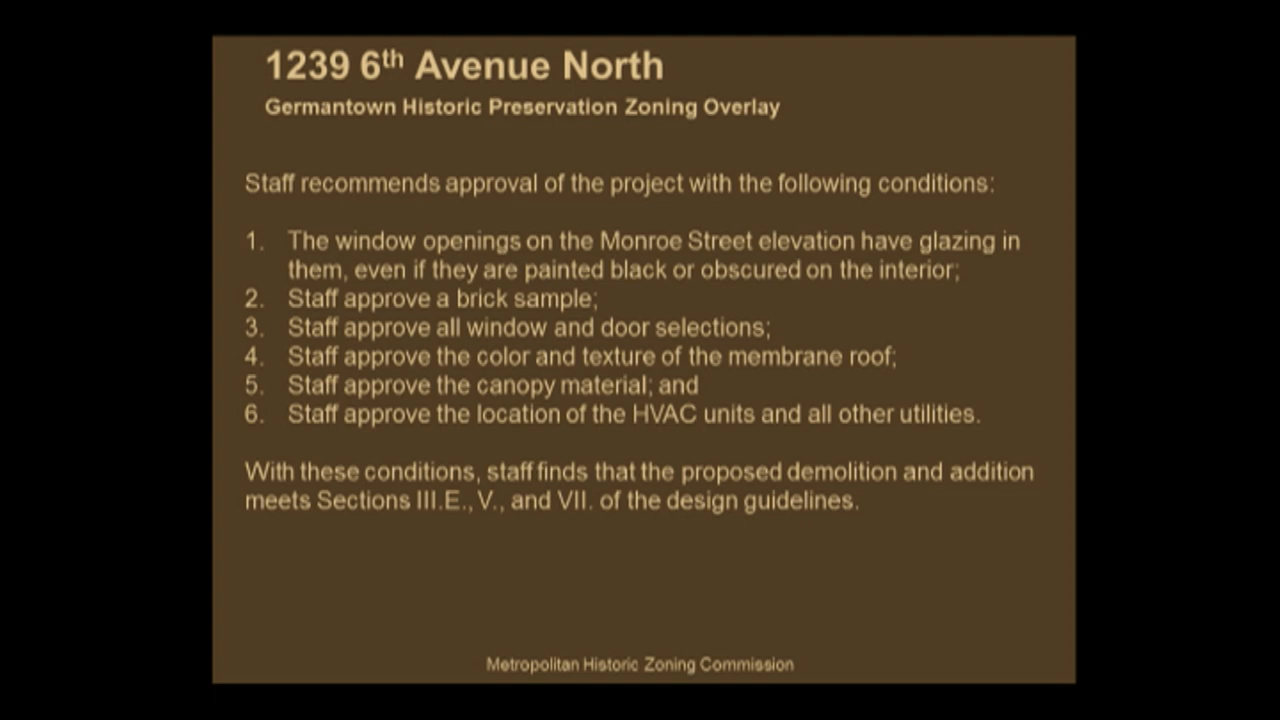 1239 6th Avenue North
Germantown Historic Preservation Zoning Overlay
Staff recommends approval of the project with the following conditions:
1. The window openings on the Monroe Street elevation have glazing in
them, even if they are painted black or obscured on the interior;
2. Staff approve a brick sample;
3. Staff approve all window and door selections;
4. Staff approve the color and texture of the membrane roof;
5. Staff approve the canopy material; and
6. Staff approve the location of the HVAC units and all other utilities.
With these conditions, staff finds that the proposed demolition and addition
meets Sections III.E., V., and VII. of the design guidelines.
Metropolitan Historic Zoning Commission